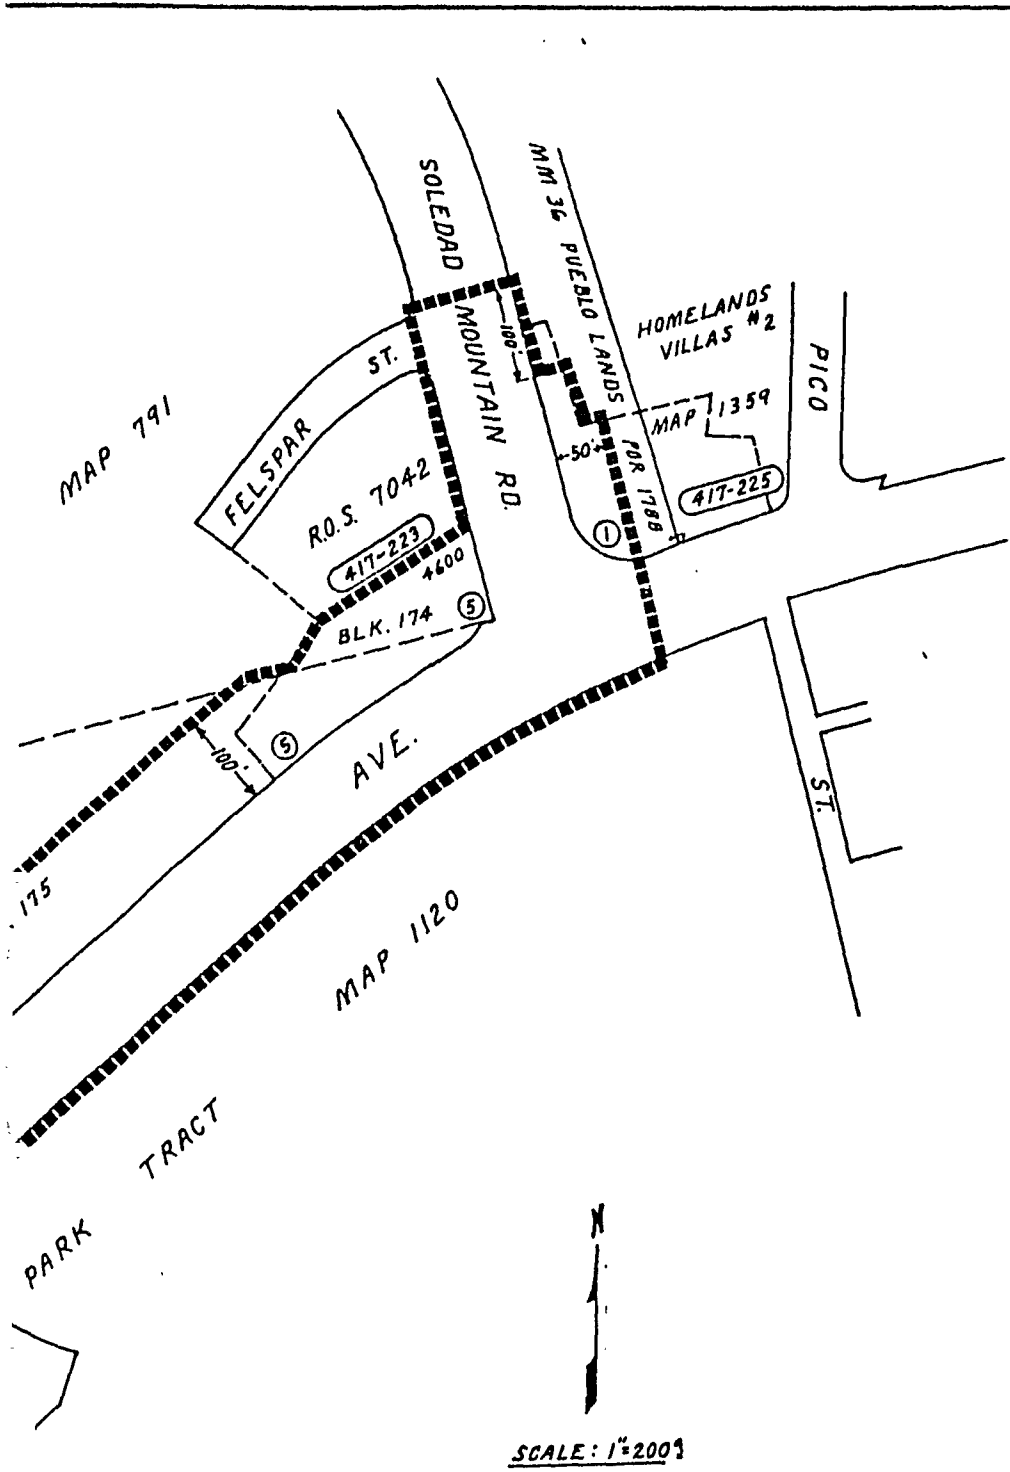 SOLEDAD MOUNTAIN RD.
MM 36 PUEBLO LANDS POR 1788
HOMELANDS
VILLAS #2
MAP 1359
PICO
ST.
417-225
100'
50'
1
FELSPAR ST.
MAP 791
R.O.S. 7042
417-223
4600
BLK. 174
5
5
100'
AVE.
175
MAP 1120
TRACT
PARK
N
SCALE: 1"=200'